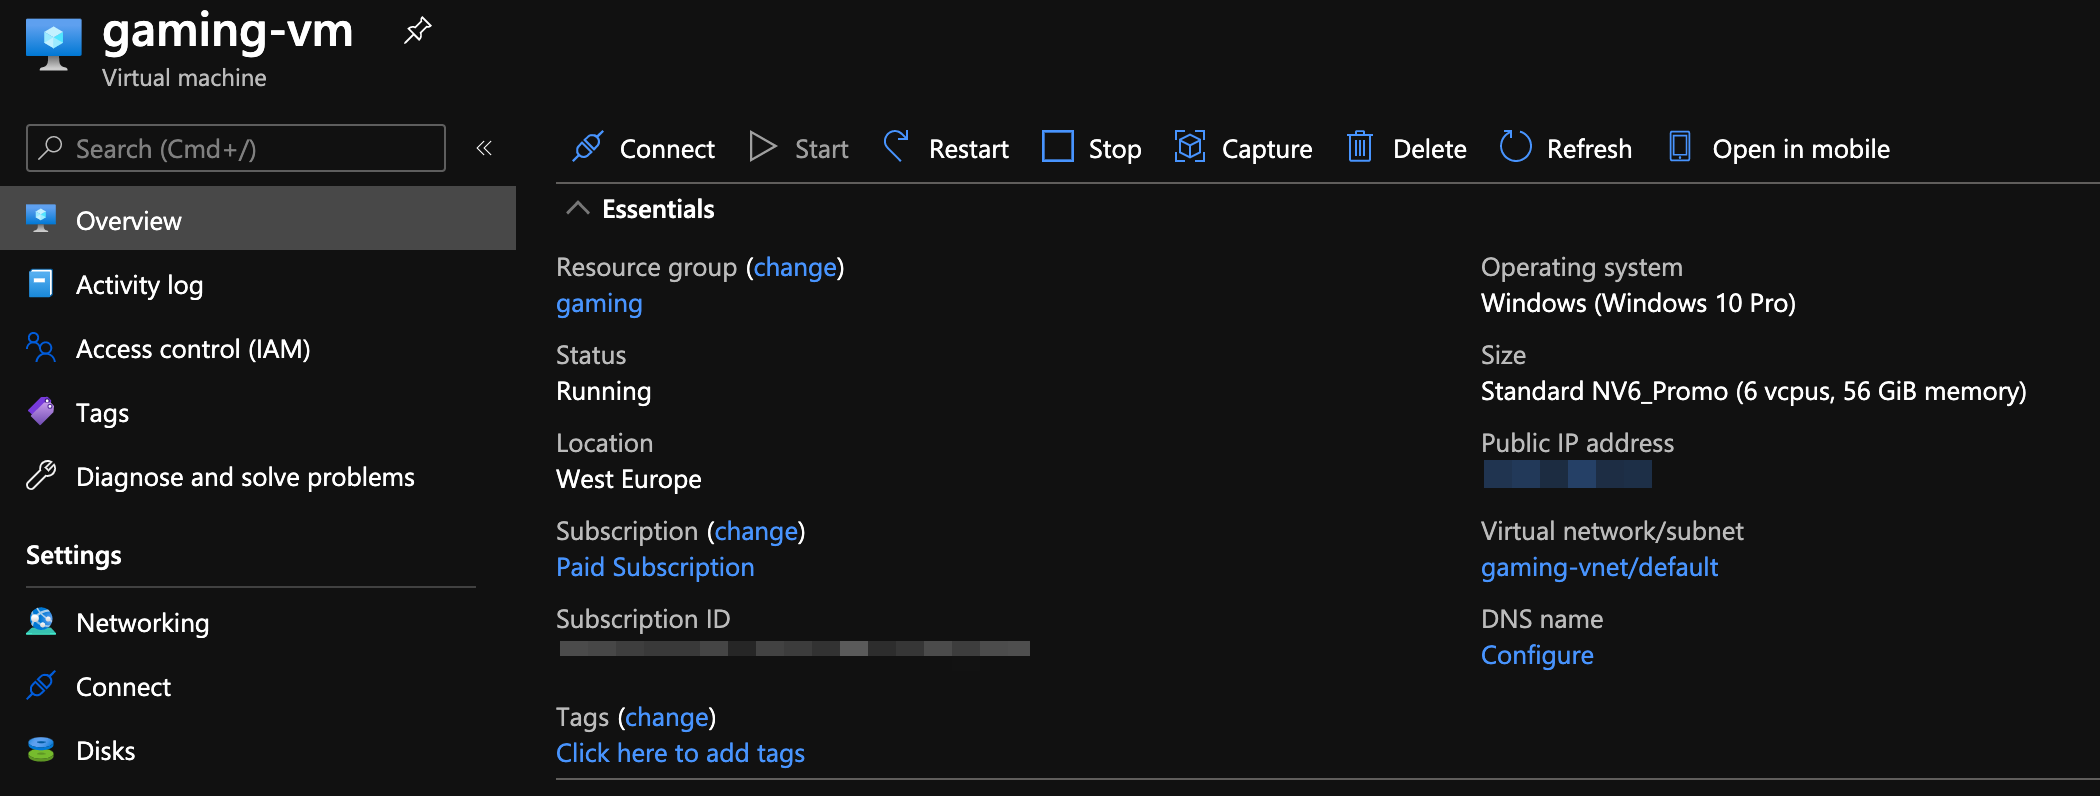 gaming-vm
Virtual machine
Search (Cmd+/)
«
Overview
Activity log
Access control (IAM)
Tags
Diagnose and solve problems
Settings
Networking
Connect
Disks
Connect Start Restart Stop Capture Delete Refresh Open in mobile
Essentials
Resource group (change)
gaming
Status
Running
Location
West Europe
Subscription (change)
Paid Subscription
Subscription ID
Tags (change)
Click here to add tags
Operating system
Windows (Windows 10 Pro)
Size
Standard NV6_Promo (6 vcpus, 56 GiB memory)
Public IP address
Virtual network/subnet
gaming-vnet/default
DNS name
Configure